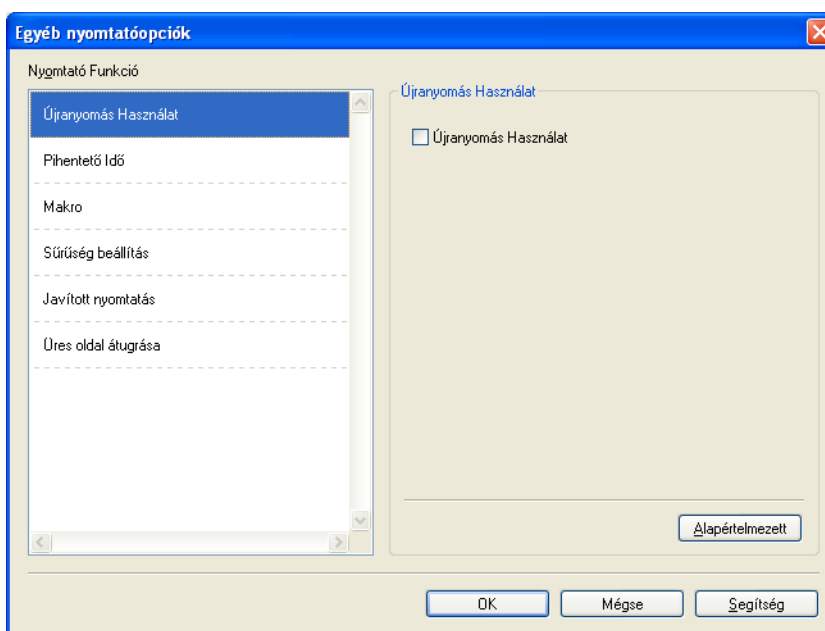 Egyéb nyomtatóopciók
Nyomtató Funkció
Újranyomás Használat
Pihentető Idő
Makro
Sűrűség beállítás
Javított nyomtatás
Üres oldal átugrása
Újranyomás Használat
Újranyomás Használat
Alapértelmezett
OK
Mégse
Segítség